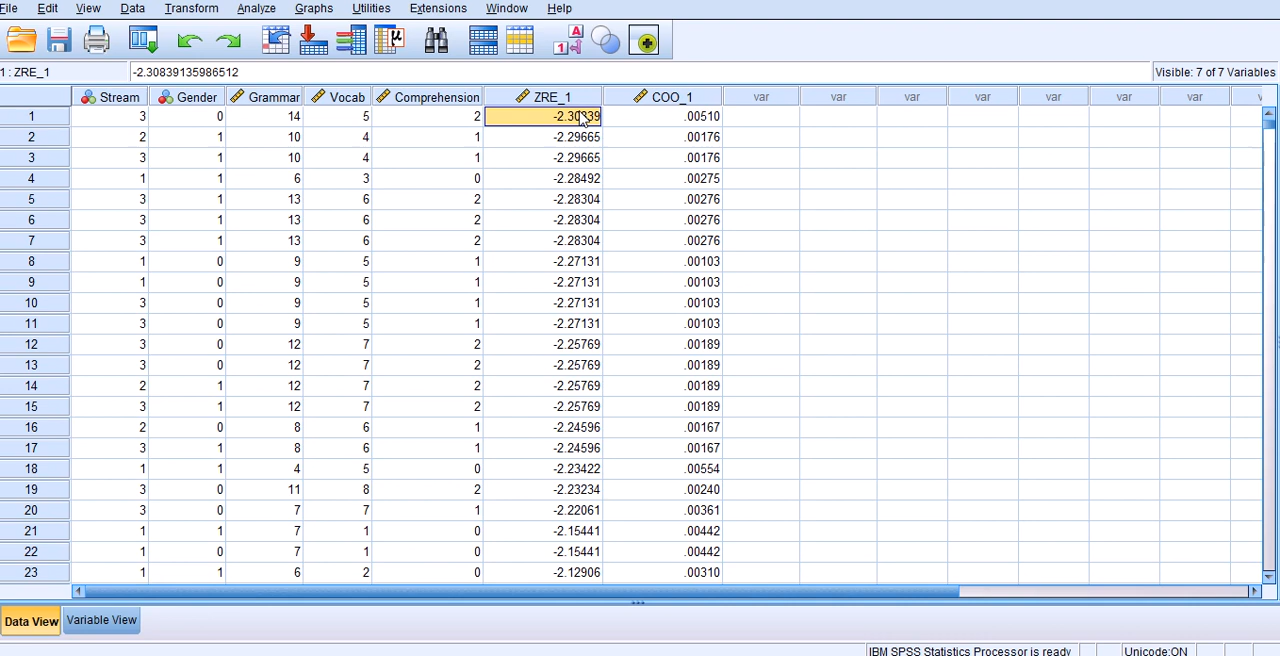 File Edit View Data Transform Analyze Graphs Utilities Extensions Window Help
1 : ZRE_1 -2.30839135986512 Visible: 7 of 7 Variables
Stream Gender Grammar Vocab Comprehension ZRE_1 COO_1 var var var var var var var
1 3 0 14 5 2 -2.30839 .00510
2 2 1 10 4 1 -2.29665 .00176
3 3 1 10 4 1 -2.29665 .00176
4 1 1 6 3 0 -2.28492 .00275
5 3 1 13 6 2 -2.28304 .00276
6 3 1 13 6 2 -2.28304 .00276
7 3 1 13 6 2 -2.28304 .00276
8 1 0 9 5 1 -2.27131 .00103
9 1 0 9 5 1 -2.27131 .00103
10 3 0 9 5 1 -2.27131 .00103
11 3 0 9 5 1 -2.27131 .00103
12 3 0 12 7 2 -2.25769 .00189
13 3 0 12 7 2 -2.25769 .00189
14 2 1 12 7 2 -2.25769 .00189
15 3 1 12 7 2 -2.25769 .00189
16 2 0 8 6 1 -2.24596 .00167
17 3 1 8 6 1 -2.24596 .00167
18 1 1 4 5 0 -2.23422 .00554
19 3 0 11 8 2 -2.23234 .00240
20 3 0 7 7 1 -2.22061 .00361
21 1 1 7 1 0 -2.15441 .00442
22 1 0 7 1 0 -2.15441 .00442
23 1 1 6 2 0 -2.12906 .00310
Data View Variable View
IBM SPSS Statistics Processor is ready Unicode:ON